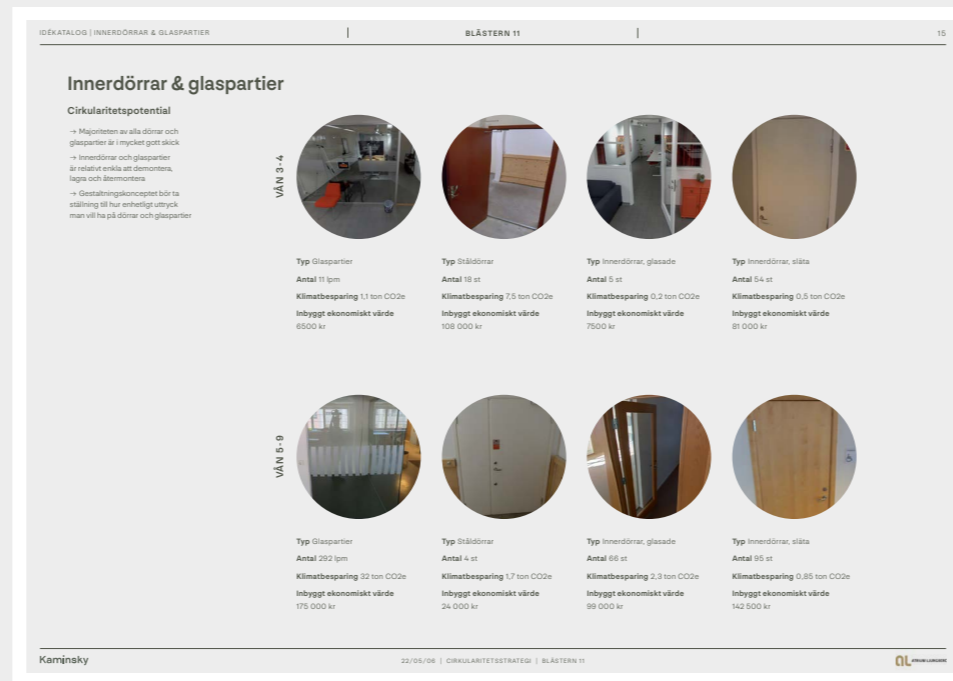 IDÉKATALOG | INNERDÖRRAR & GLASPARTIER
BLÄSTERN 11
15
Innerdörrar & glaspartier
Cirkularitetspotential
→ Majoriteten av alla dörrar och
glaspartier är i mycket gott skick
→ Innerdörrar och glaspartier
är relativt enkla att demontera,
lagra och återmontera
→ Gestaltningskonceptet bör ta
ställning till hur enhetligt uttryck
man vill ha på dörrar och glaspartier
VÅN 3-4
Typ Glaspartier
Antal 11 lpm
Klimatbesparing 1,1 ton CO2e
Inbyggt ekonomiskt värde
6500 kr
Typ Ståldörrar
Antal 18 st
Klimatbesparing 7,5 ton CO2e
Inbyggt ekonomiskt värde
108 000 kr
Typ Innerdörrar, glasade
Antal 5 st
Klimatbesparing 0,2 ton CO2e
Inbyggt ekonomiskt värde
7500 kr
Typ Innerdörrar, släta
Antal 54 st
Klimatbesparing 0,5 ton CO2e
Inbyggt ekonomiskt värde
81 000 kr
VÅN 5-9
Typ Glaspartier
Antal 292 lpm
Klimatbesparing 32 ton CO2e
Inbyggt ekonomiskt värde
175 000 kr
Typ Ståldörrar
Antal 4 st
Klimatbesparing 1,7 ton CO2e
Inbyggt ekonomiskt värde
24 000 kr
Typ Innerdörrar, glasade
Antal 66 st
Klimatbesparing 2,3 ton CO2e
Inbyggt ekonomiskt värde
99 000 kr
Typ Innerdörrar, släta
Antal 95 st
Klimatbesparing 0,85 ton CO2e
Inbyggt ekonomiskt värde
142 500 kr
Kaminsky
22/05/06 | CIRKULARITETSSTRATEGI | BLÄSTERN 11
AL ATRIUM LJUNGBERG